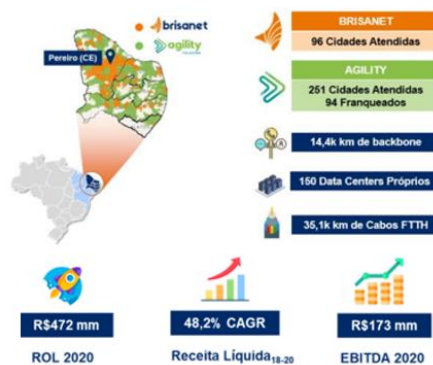 brisanet
agility
Pereiro (CE)
BRISANET
96 Cidades Atendidas
AGILITY
251 Cidades Atendidas
94 Franqueados
14,4k km de backbone
150 Data Centers Próprios
35,1k km de Cabos FTTH
R$472 mm
ROL 2020
48,2% CAGR
Receita Líquida18-20
R$173 mm
EBITDA 2020